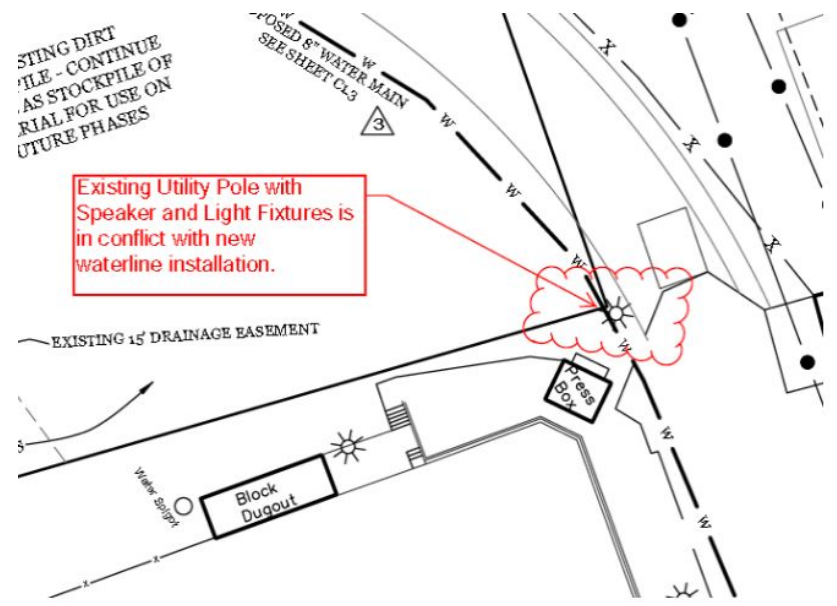 STING DIRT
PILE - CONTINUE
AS STOCKPILE OF
RIAL FOR USE ON
UTURE PHASES
W
POSED 8" WATER MAIN
SEE SHEET C1.3
3
W
W
W
X
X
X
Existing Utility Pole with
Speaker and Light Fixtures is
in conflict with new
waterline installation.
W
W
W
EXISTING 15' DRAINAGE EASEMENT
Press
Box
W
W
S
Water Spigot
Block
Dugout
x
x